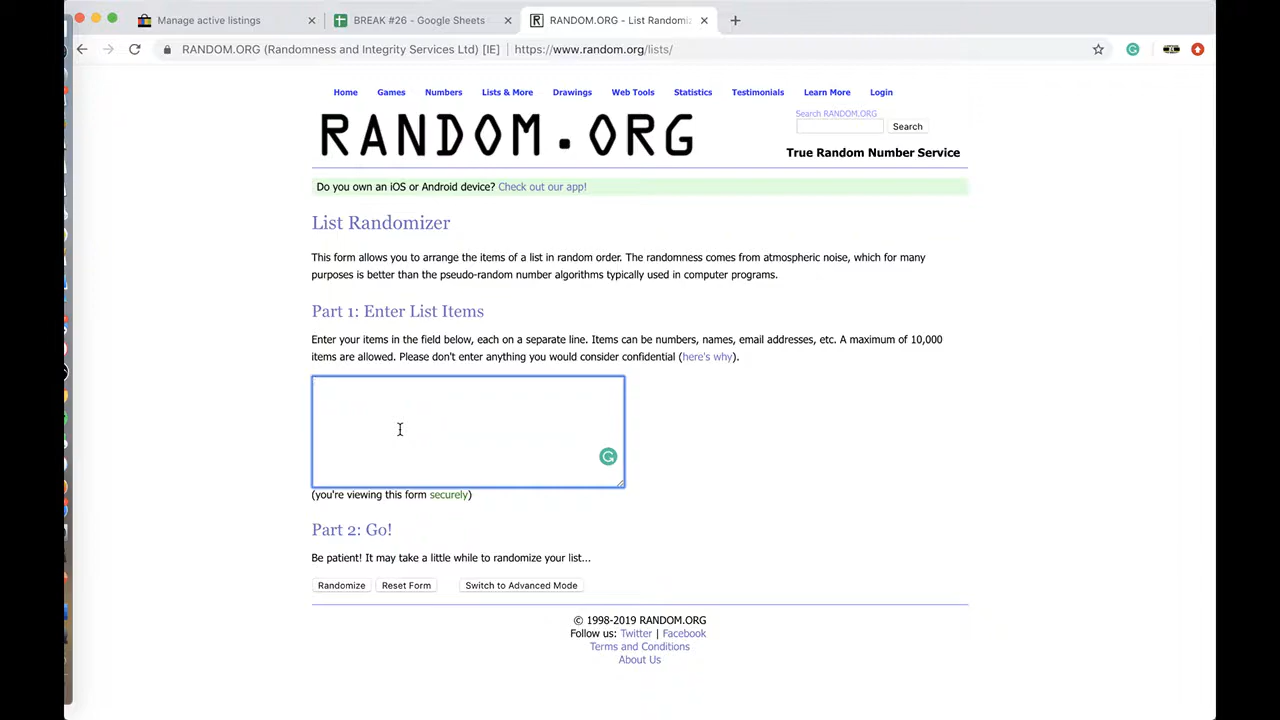 Manage active listings
BREAK #26 - Google Sheets
RANDOM.ORG - List Randomiz
RANDOM.ORG (Randomness and Integrity Services Ltd) [IE] | https://www.random.org/lists/
Home Games Numbers Lists & More Drawings Web Tools Statistics Testimonials Learn More Login
RANDOM.ORG
Search RANDOM.ORG
Search
True Random Number Service
Do you own an iOS or Android device? Check out our app!
List Randomizer
This form allows you to arrange the items of a list in random order. The randomness comes from atmospheric noise, which for many
purposes is better than the pseudo-random number algorithms typically used in computer programs.
Part 1: Enter List Items
Enter your items in the field below, each on a separate line. Items can be numbers, names, email addresses, etc. A maximum of 10,000
items are allowed. Please don't enter anything you would consider confidential (here's why).
(you're viewing this form securely)
Part 2: Go!
Be patient! It may take a little while to randomize your list...
Randomize Reset Form Switch to Advanced Mode
© 1998-2019 RANDOM.ORG
Follow us: Twitter | Facebook
Terms and Conditions
About Us